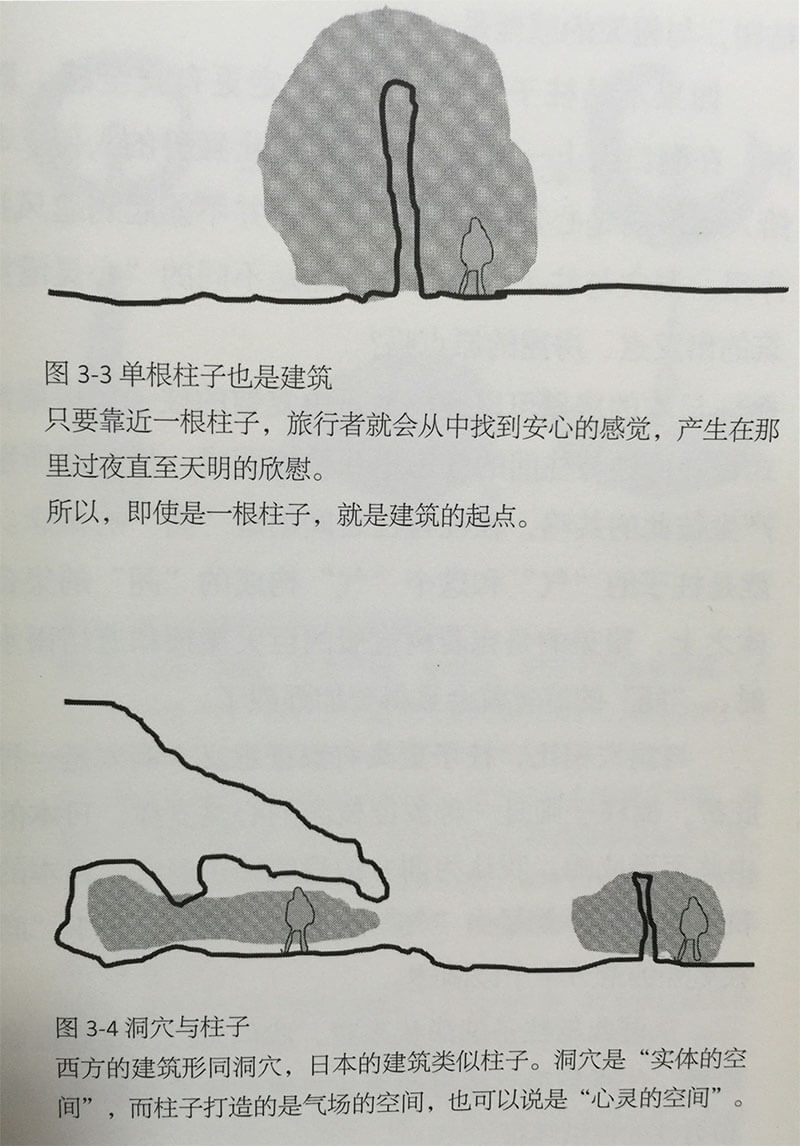 图 3-3 单根柱子也是建筑
只要靠近一根柱子，旅行者就会从中找到安心的感觉，产生在那
里过夜直至天明的欣慰。
所以，即使是一根柱子，就是建筑的起点。
图 3-4 洞穴与柱子
西方的建筑形同洞穴，日本的建筑类似柱子。洞穴是“实体的空
间”，而柱子打造的是气场的空间，也可以说是“心灵的空间”。